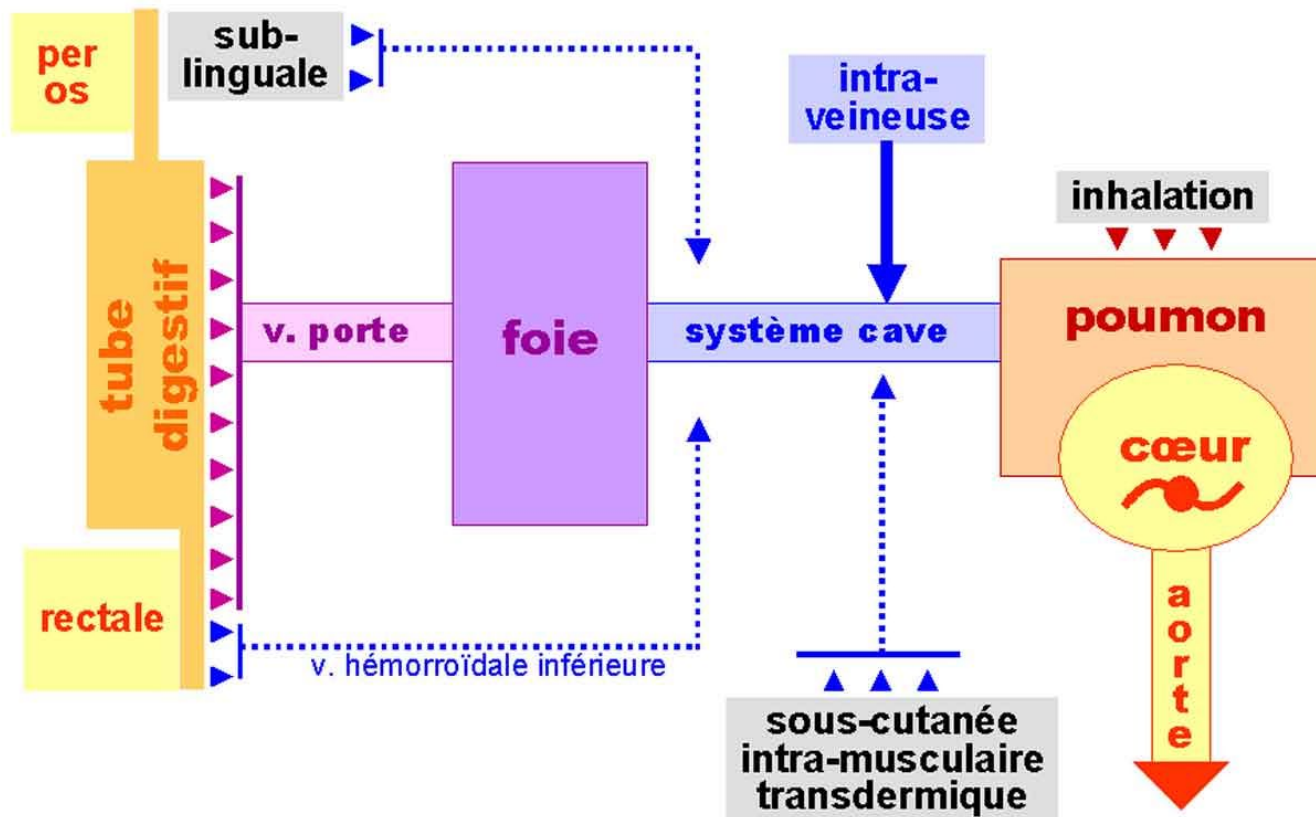 per
os
sub-
linguale
intra-
veineuse
inhalation
tube
digestif
v. porte
foie
système cave
poumon
cœur
rectale
v. hémorroïdale inférieure
sous-cutanée
intra-musculaire
transdermique
aorte